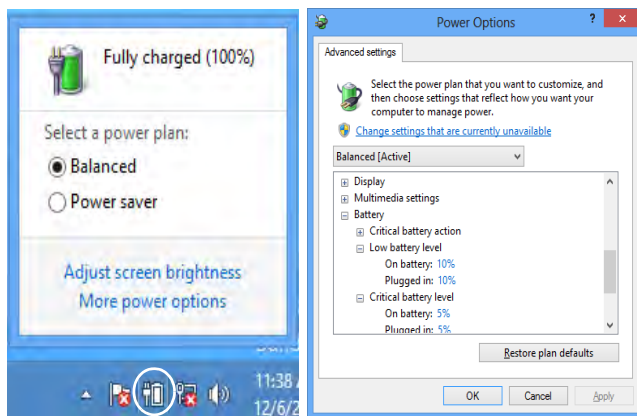 Fully charged (100%)
Select a power plan:
Balanced
Power saver
Adjust screen brightness
More power options
11:38
12/6/2
Power Options
?
x
Advanced settings
Select the power plan that you want to customize, and
then choose settings that reflect how you want your
computer to manage power.
Change settings that are currently unavailable
Balanced [Active]
Display
Multimedia settings
Battery
Critical battery action
Low battery level
On battery: 10%
Plugged in: 10%
Critical battery level
On battery: 5%
Plugged in: 5%
Restore plan defaults
OK
Cancel
Apply